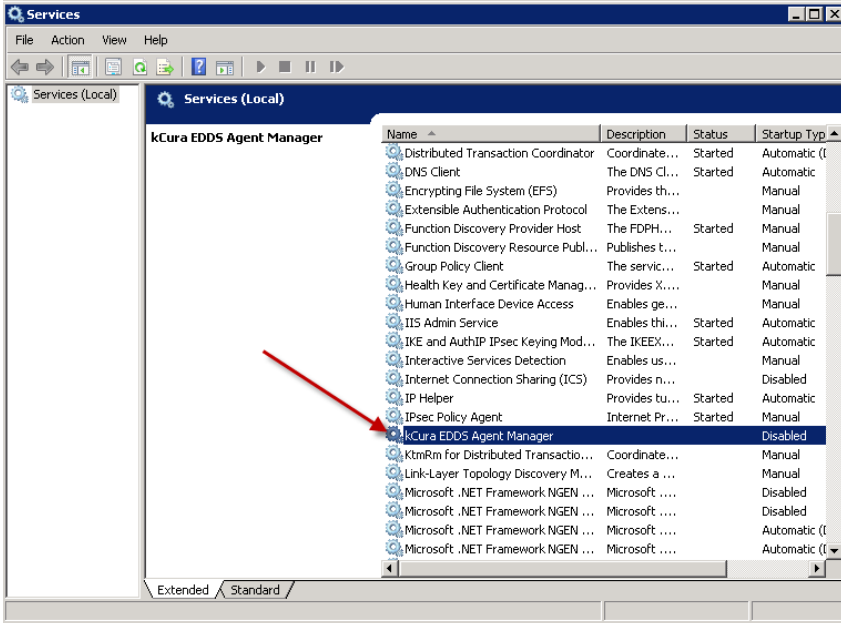 Services
File Action View Help
Services (Local)
Services (Local)
kCura EDDS Agent Manager
Name Description Status Startup Typ
Distributed Transaction Coordinator Coordinate... Started Automatic (D
DNS Client The DNS Cl... Started Automatic
Encrypting File System (EFS) Provides th... Manual
Extensible Authentication Protocol The Extens... Manual
Function Discovery Provider Host The FDPH... Started Manual
Function Discovery Resource Publ... Publishes t... Manual
Group Policy Client The servic... Started Automatic
Health Key and Certificate Manag... Provides X.... Manual
Human Interface Device Access Enables ge... Manual
IIS Admin Service Enables thi... Started Automatic
IKE and AuthIP IPsec Keying Mod... The IKEEX... Started Automatic
Interactive Services Detection Enables us... Manual
Internet Connection Sharing (ICS) Provides n... Disabled
IP Helper Provides tu... Started Automatic
IPsec Policy Agent Internet Pr... Started Manual
kCura EDDS Agent Manager Disabled
KtmRm for Distributed Transactio... Coordinate... Manual
Link-Layer Topology Discovery M... Creates a ... Manual
Microsoft .NET Framework NGEN ... Microsoft .... Disabled
Microsoft .NET Framework NGEN ... Microsoft .... Disabled
Microsoft .NET Framework NGEN ... Microsoft .... Automatic (D
Microsoft .NET Framework NGEN ... Microsoft .... Automatic (D
Extended Standard